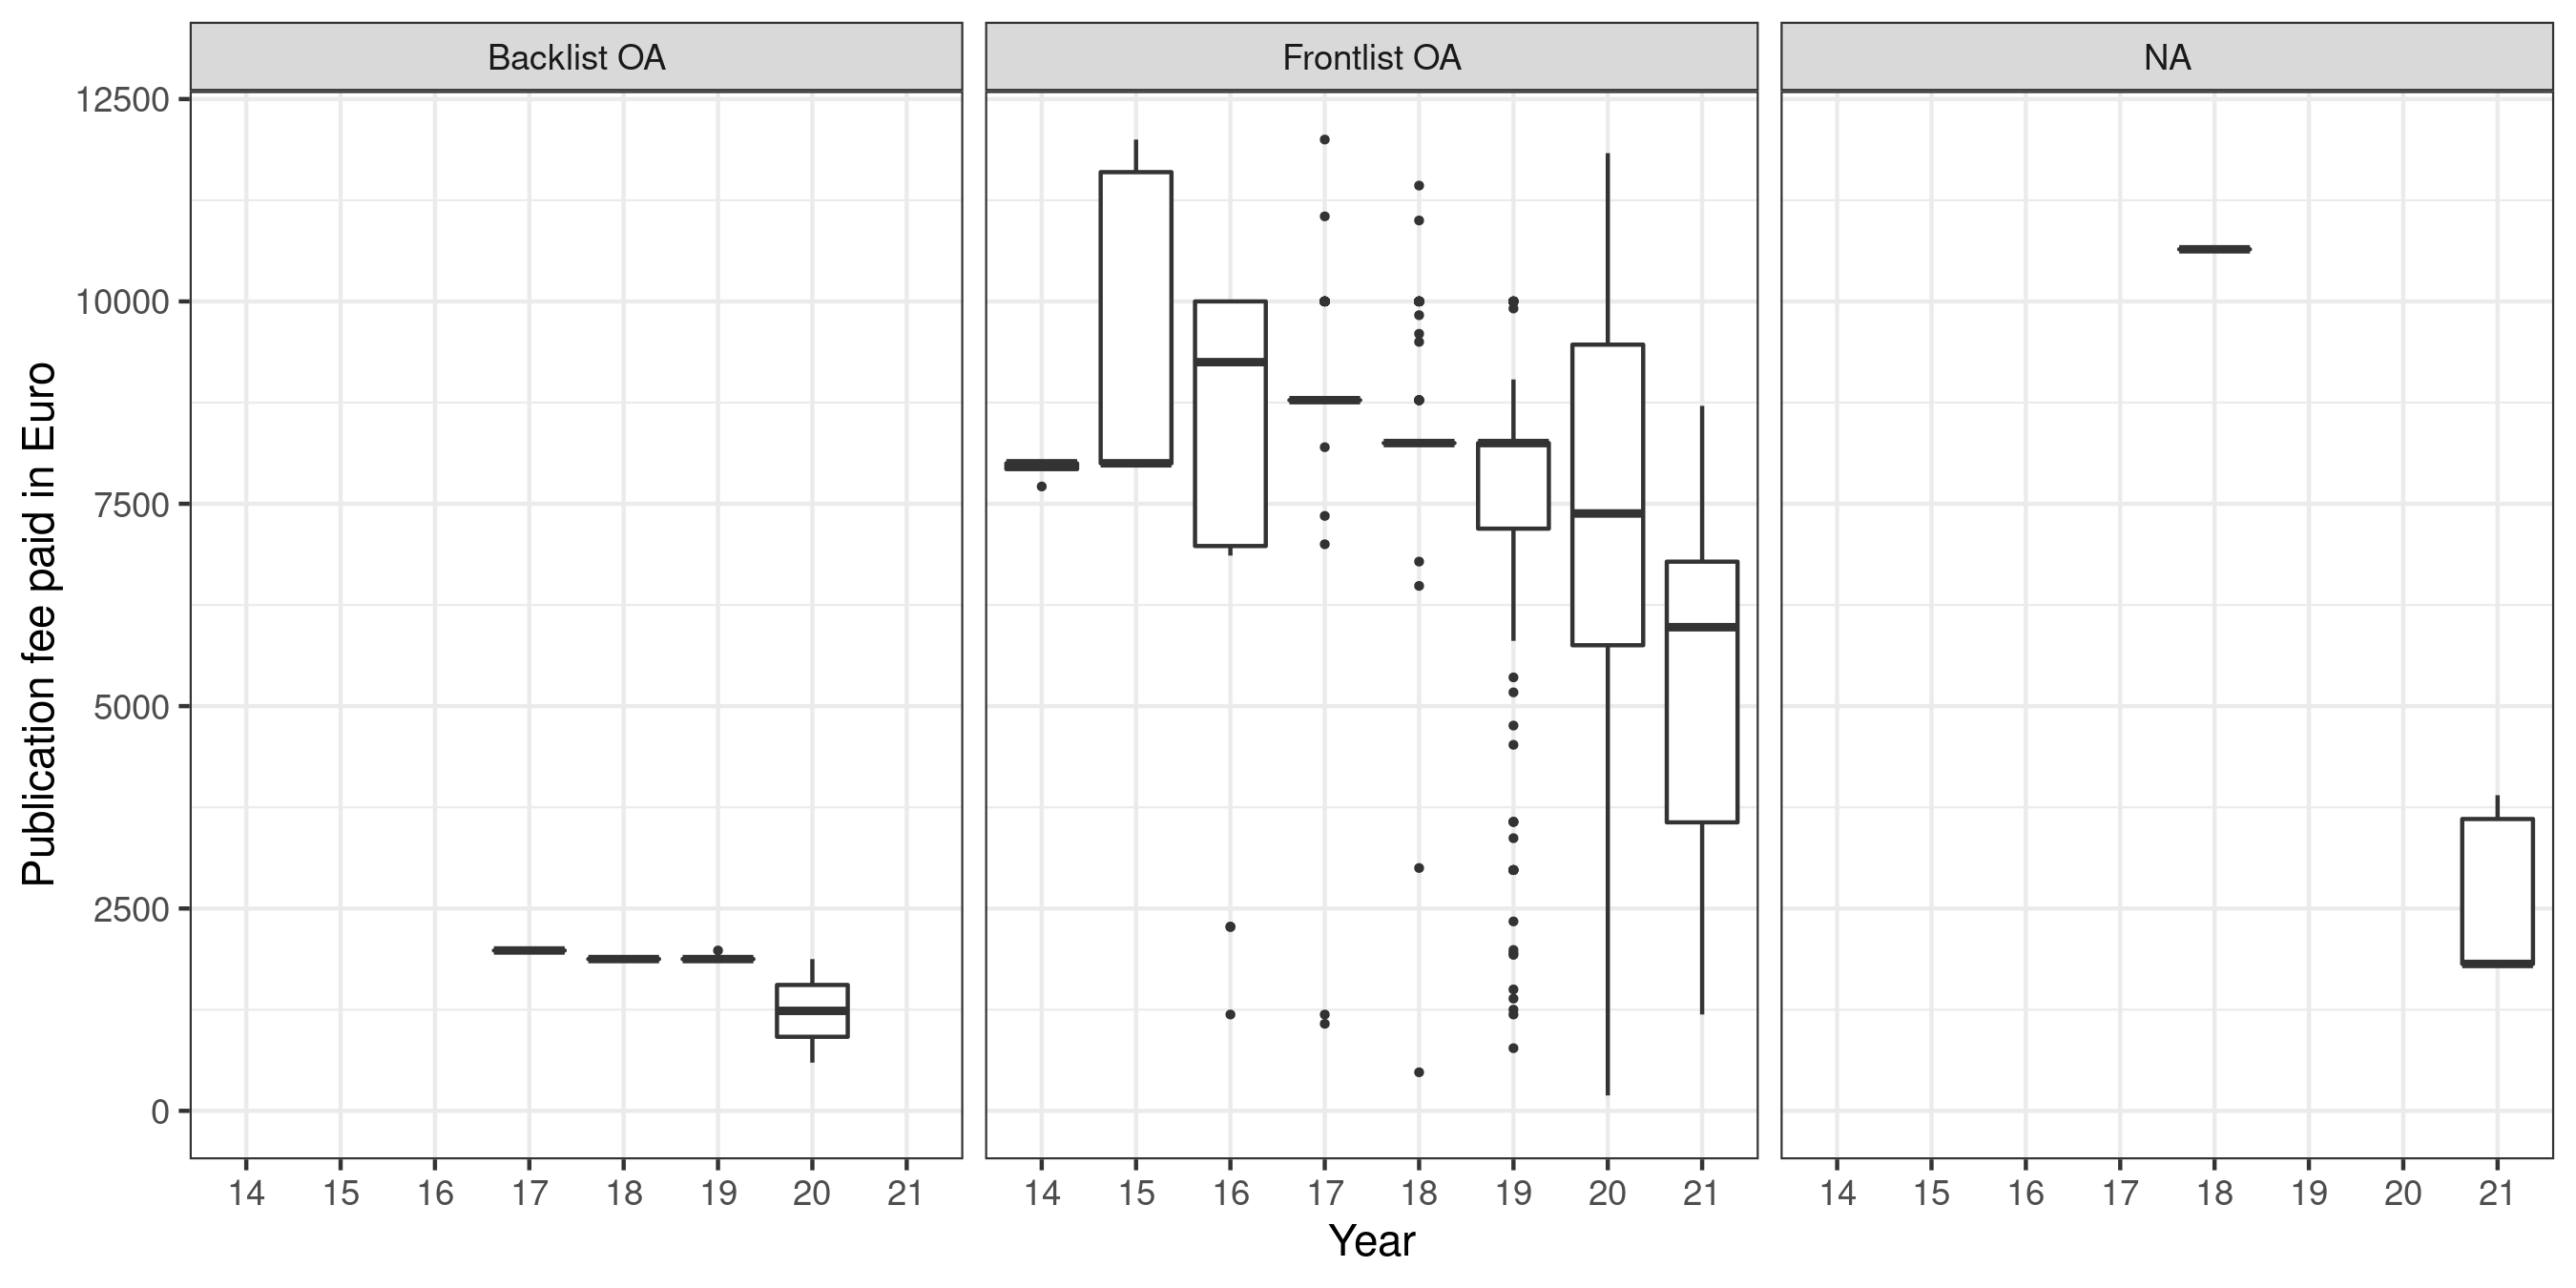 Backlist OA
Frontlist OA
NA
Publication fee paid in Euro
12500
10000
7500
5000
2500
0
14 15 16 17 18 19 20 21
14 15 16 17 18 19 20 21
14 15 16 17 18 19 20 21
Year